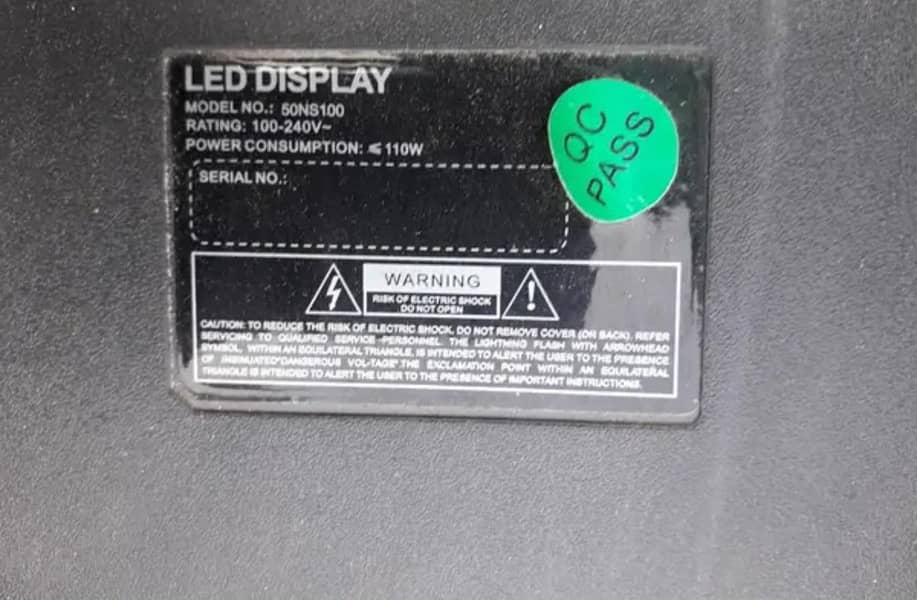 LED DISPLAY
MODEL NO.: 50NS100
RATING: 100-240V~
POWER CONSUMPTION: ≤110W
SERIAL NO.:
QC
PASS
WARNING
RISK OF ELECTRIC SHOCK
DO NOT OPEN
CAUTION: TO REDUCE THE RISK OF ELECTRIC SHOCK, DO NOT REMOVE COVER (OR BACK). REFER
SERVICING TO QUALIFIED SERVICE PERSONNEL. THE LIGHTNING FLASH WITH ARROWHEAD
SYMBOL, WITHIN AN EQUILATERAL TRIANGLE, IS INTENDED TO ALERT THE USER TO THE PRESENCE
OF INSINUATED"DANGEROUS VOL-TAGE" THE EXCLAMATION POINT WITHIN AN EQUILATERAL
TRIANGLE IS INTENDED TO ALERT THE USER TO THE PRESENCE OF IMPORTANT INSTRUCTIONS.